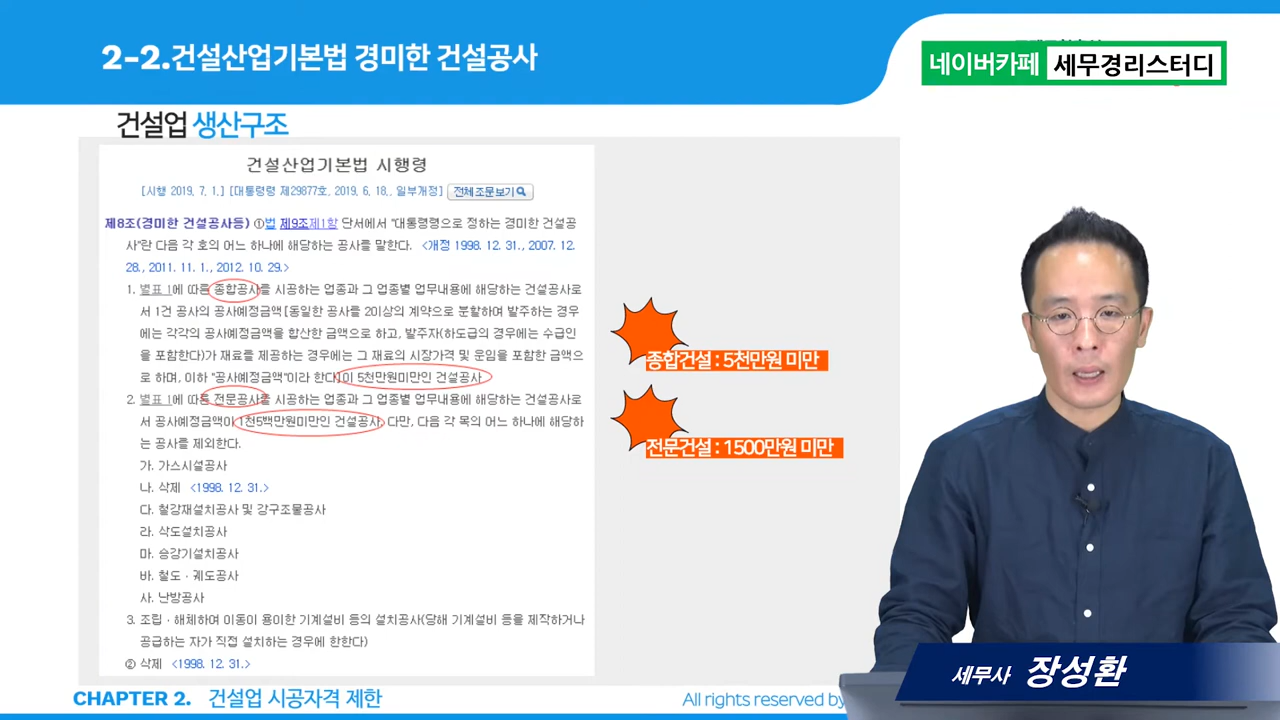 2-2.건설산업기본법 경미한 건설공사
네이버카페 세무경리스터디
건설업 생산구조
건설산업기본법 시행령
[시행 2019. 7. 1.] [대통령령 제29877호, 2019. 6. 18., 일부개정] 전체조문보기
제8조(경미한 건설공사등) ①법 제9조제1항 단서에서 "대통령령으로 정하는 경미한 건설공
사"란 다음 각 호의 어느 하나에 해당하는 공사를 말한다. <개정 1998. 12. 31., 2007. 12.
28., 2011. 11. 1., 2012. 10. 29.>
1. 별표 1에 따른 종합공사를 시공하는 업종과 그 업종별 업무내용에 해당하는 건설공사로
서 1건 공사의 공사예정금액[동일한 공사를 2이상의 계약으로 분할하여 발주하는 경우
에는 각각의 공사예정금액을 합산한 금액으로 하고, 발주자(하도급의 경우에는 수급인
을 포함한다)가 재료를 제공하는 경우에는 그 재료의 시장가격 및 운임을 포함한 금액으
로 하며, 이하 "공사예정금액"이라 한다]이 5천만원미만인 건설공사
2. 별표 1에 따른 전문공사를 시공하는 업종과 그 업종별 업무내용에 해당하는 건설공사로
서 공사예정금액이 1천5백만원미만인 건설공사. 다만, 다음 각 목의 어느 하나에 해당하
는 공사를 제외한다.
가. 가스시설공사
나. 삭제 <1998. 12. 31.>
다. 철강재설치공사 및 강구조물공사
라. 삭도설치공사
마. 승강기설치공사
바. 철도ㆍ궤도공사
사. 난방공사
3. 조립ㆍ해체하여 이동이 용이한 기계설비 등의 설치공사(당해 기계설비 등을 제작하거나
공급하는 자가 직접 설치하는 경우에 한한다)
② 삭제 <1998. 12. 31.>
종합건설 : 5천만원 미만
전문건설 : 1500만원 미만
세무사 장성환
CHAPTER 2. 건설업 시공자격 제한
All rights reserved by